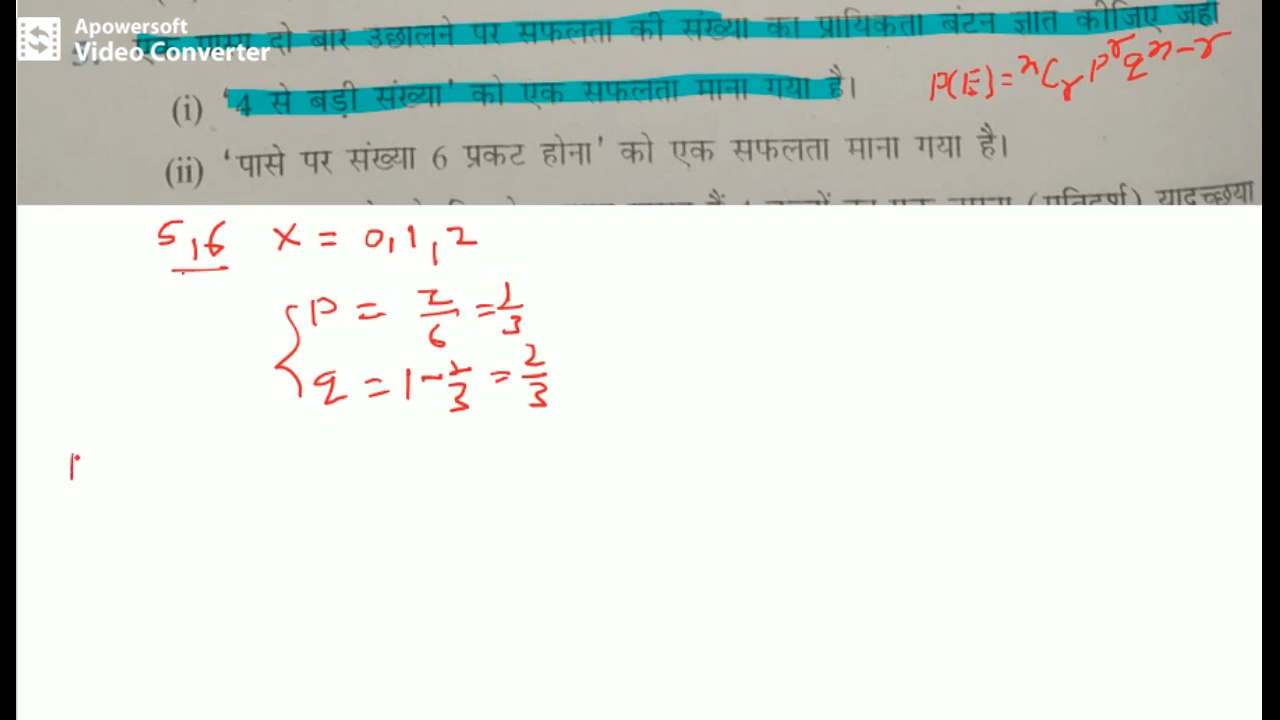 Apowersoft
Video Converter
दो बार उछालने पर सफलता की संख्या का प्रायिकता बंटन ज्ञात कीजिए जहाँ
(i) '4 से बड़ी संख्या' को एक सफलता माना गया है।
P(E) = ⁿCᵣ pʳ qⁿ⁻ʳ
(ii) 'पासे पर संख्या 6 प्रकट होना' को एक सफलता माना गया है।
यादृच्छया
5,6 x = 0,1,2
p = 2/6 = 1/3
q = 1 - 1/3 = 2/3